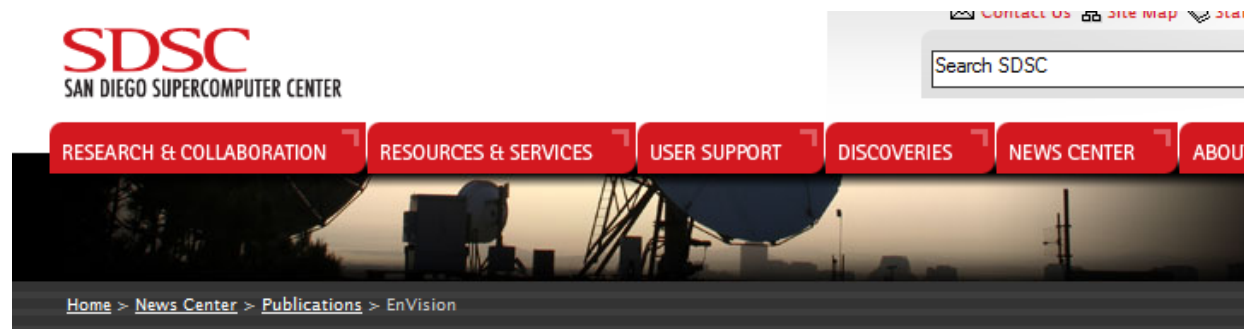 Contact Us Site Map
SDSC
SAN DIEGO SUPERCOMPUTER CENTER
Search SDSC
RESEARCH & COLLABORATION RESOURCES & SERVICES USER SUPPORT DISCOVERIES NEWS CENTER
Home > News Center > Publications > EnVision